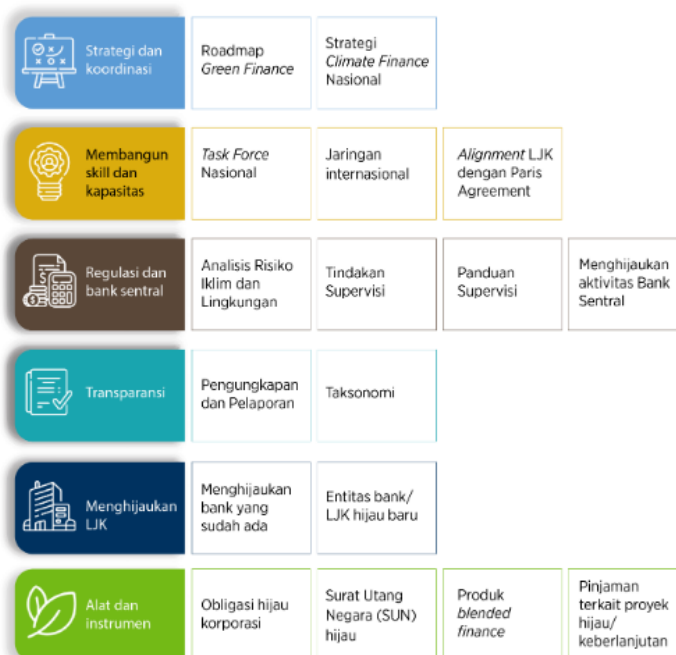 Strategi dan
koordinasi
Roadmap
Green Finance
Strategi
Climate Finance
Nasional
Membangun
skill dan
kapasitas
Task Force
Nasional
Jaringan
internasional
Alignment LJK
dengan Paris
Agreement
Regulasi dan
bank sentral
Analisis Risiko
Iklim dan
Lingkungan
Tindakan
Supervisi
Panduan
Supervisi
Menghijaukan
aktivitas Bank
Sentral
Transparansi
Pengungkapan
dan Pelaporan
Taksonomi
Menghijaukan
LJK
Menghijaukan
bank yang
sudah ada
Entitas bank/
LJK hijau baru
Alat dan
instrumen
Obligasi hijau
korporasi
Surat Utang
Negara (SUN)
hijau
Produk
blended
finance
Pinjaman
terkait proyek
hijau/
keberlanjutan